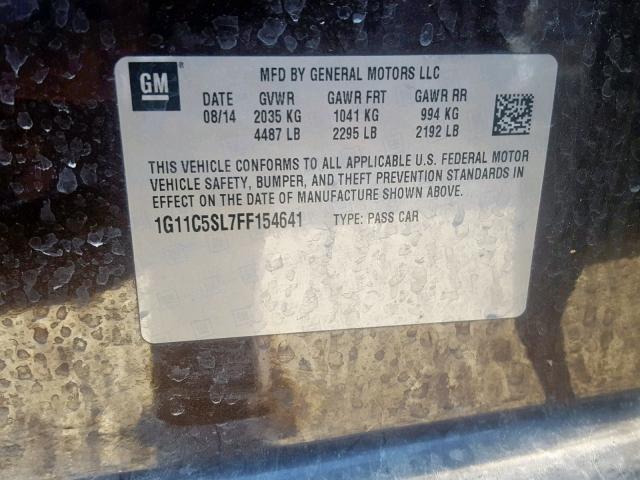 GM ®
MFD BY GENERAL MOTORS LLC
DATE GVWR GAWR FRT GAWR RR
08/14 2035 KG 1041 KG 994 KG
4487 LB 2295 LB 2192 LB
THIS VEHICLE CONFORMS TO ALL APPLICABLE U.S. FEDERAL MOTOR
VEHICLE SAFETY, BUMPER, AND THEFT PREVENTION STANDARDS IN
EFFECT ON THE DATE OF MANUFACTURE SHOWN ABOVE.
1G11C5SL7FF154641 TYPE: PASS CAR